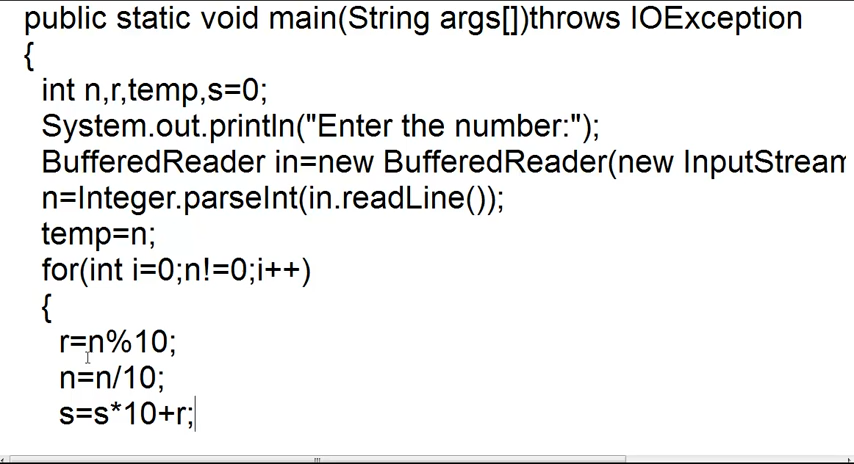 public static void main(String args[])throws IOException
{
int n,r,temp,s=0;
System.out.println("Enter the number:");
BufferedReader in=new BufferedReader(new InputStream
n=Integer.parseInt(in.readLine());
temp=n;
for(int i=0;n!=0;i++)
{
r=n%10;
n=n/10;
s=s*10+r;